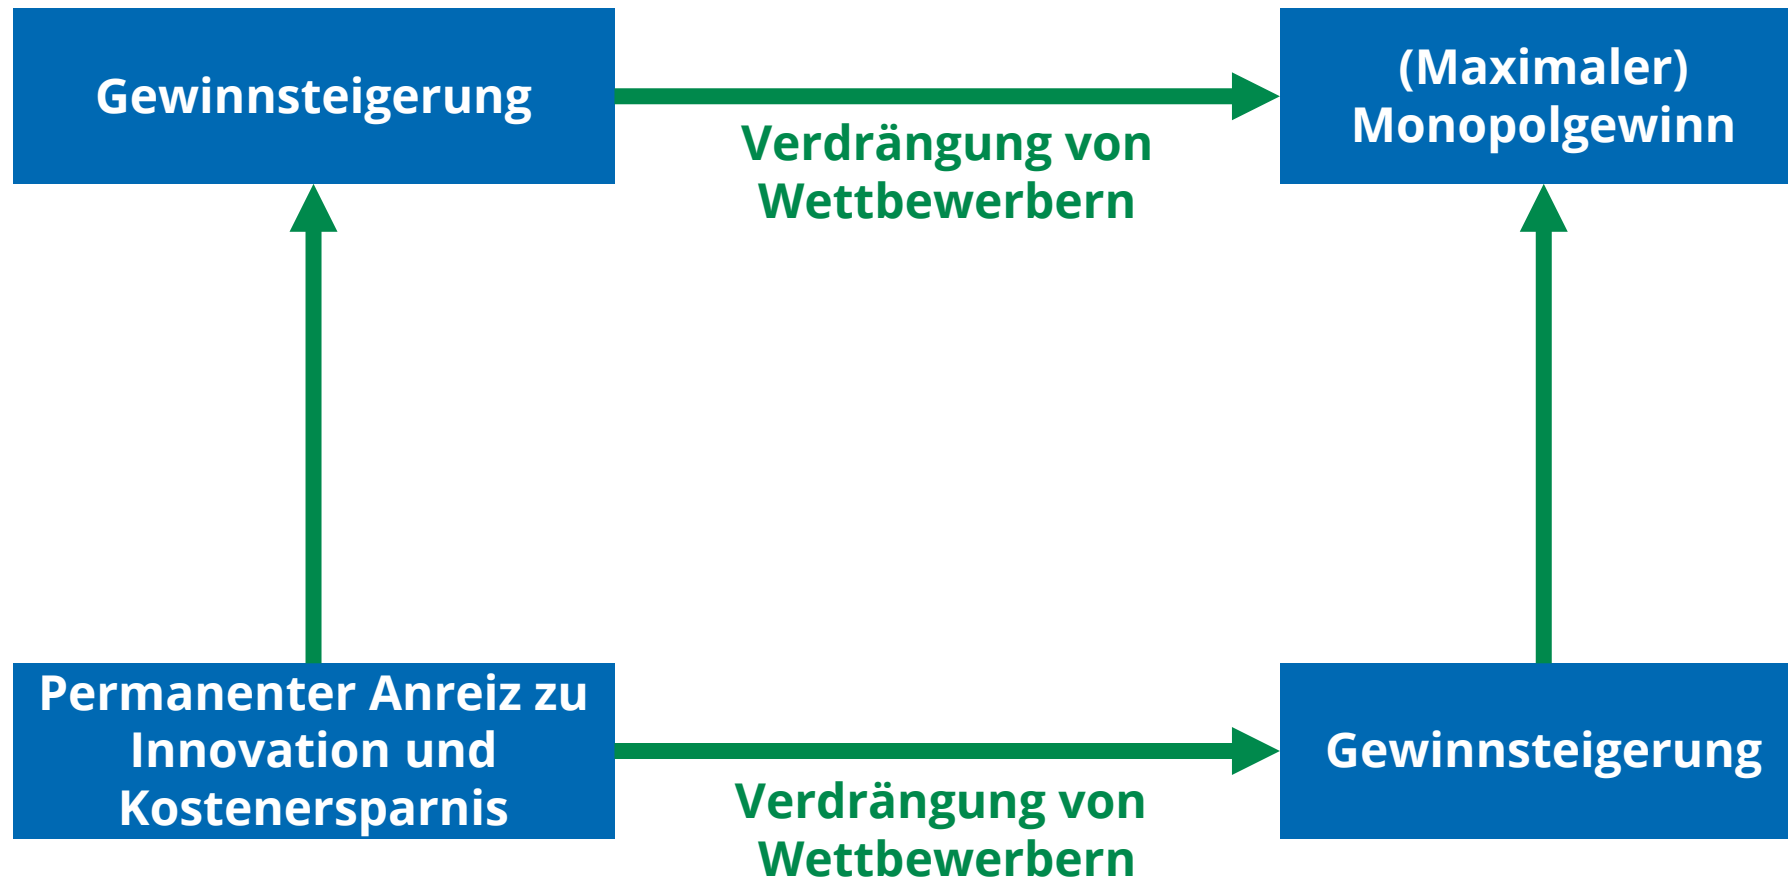 Gewinnsteigerung
(Maximaler)
Monopolgewinn
Verdrängung von
Wettbewerbern
Permanenter Anreiz zu
Innovation und
Kostenersparnis
Gewinnsteigerung
Verdrängung von
Wettbewerbern